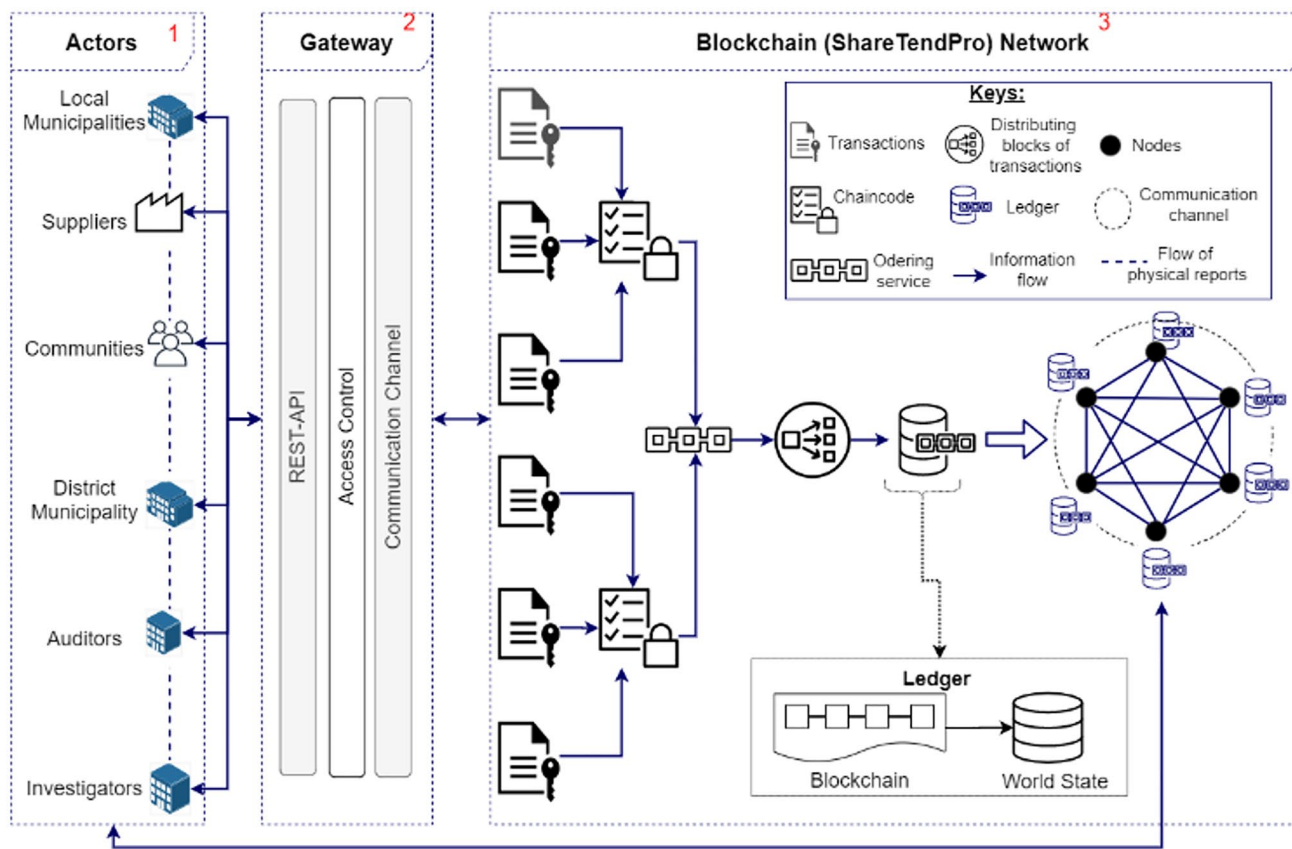 Actors 1
Local
Municipalities
Suppliers
Communities
District
Municipality
Auditors
Investigators
Gateway 2
REST-API
Access Control
Communication Channel
Blockchain (ShareTendPro) Network 3
Keys:
Transactions
Distributing
blocks of
transactions
Nodes
Chaincode
Ledger
Communication
channel
Odering
service
Information
flow
Flow of
physical reports
Ledger
Blockchain
World State